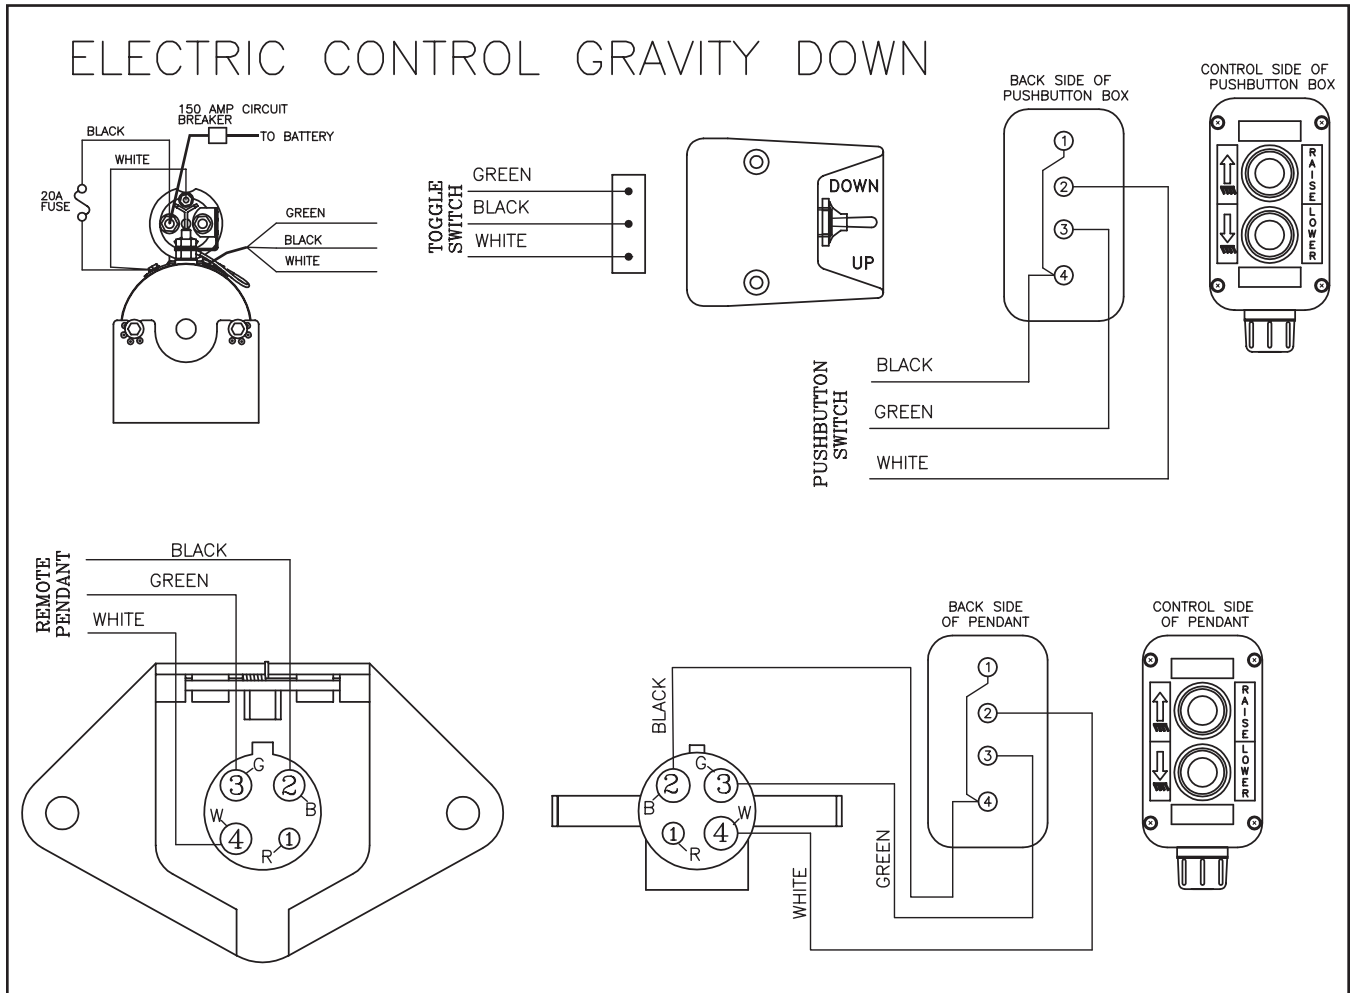 ELECTRIC CONTROL GRAVITY DOWN
150 AMP CIRCUIT
BREAKER
TO BATTERY
BLACK
WHITE
20A
FUSE
GREEN
BLACK
WHITE
TOGGLE
SWITCH
GREEN
BLACK
WHITE
DOWN
UP
BACK SIDE OF
PUSHBUTTON BOX
1
2
3
4
CONTROL SIDE OF
PUSHBUTTON BOX
RAISE
LOWER
PUSHBUTTON
SWITCH
BLACK
GREEN
WHITE
REMOTE
PENDANT
BLACK
GREEN
WHITE
G
3
2
B
W
4
R
1
BLACK
G
2
3
B
W
1
4
R
WHITE
GREEN
BACK SIDE
OF PENDANT
1
2
3
4
CONTROL SIDE
OF PENDANT
RAISE
LOWER